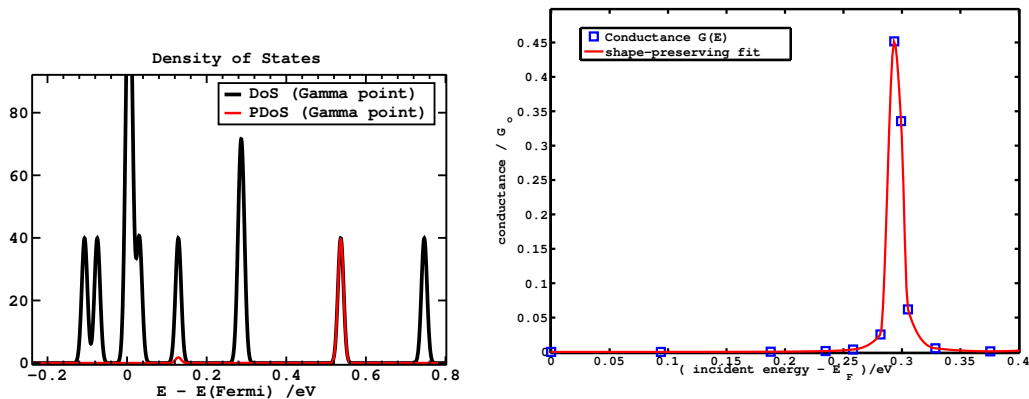 Density of States
DoS (Gamma point)
PDoS (Gamma point)
80
60
40
20
0
−0.2 0 0.2 0.4 0.6 0.8
E − E(Fermi) /eV
Conductance G(E)
shape−preserving fit
0.45
0.4
0.35
0.3
0.25
0.2
0.15
0.1
0.05
0
conductance / G o
0 0.05 0.1 0.15 0.2 0.25 0.3 0.35 0.4
( incident energy − E F )/eV